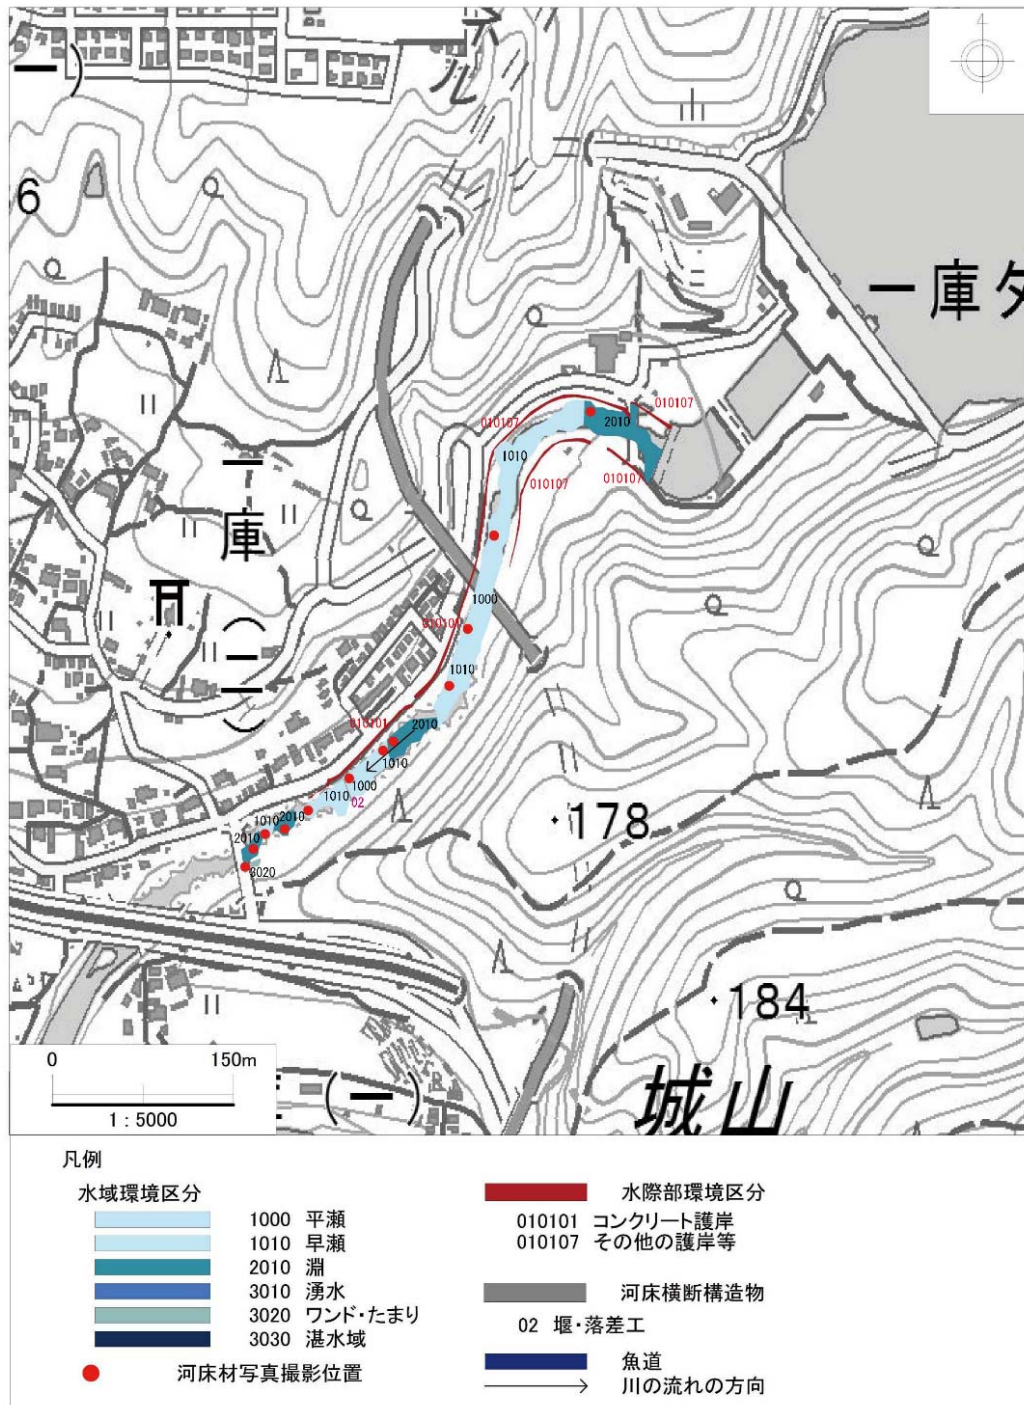 ネ
ル
一）
6
一庫ダ
010107
010107
2010
1010
010107
010107
一
庫
（一）
1000
1010
010101
2010
1010
1000
1010
02
1010
2010
2010
3020
178
184
城山
（一）
0 150m
1 : 5000
凡例
水域環境区分
1000 平瀬
1010 早瀬
2010 淵
3010 湧水
3020 ワンド・たまり
3030 湛水域
河床材写真撮影位置
水際部環境区分
010101 コンクリート護岸
010107 その他の護岸等
河床横断構造物
02 堰・落差工
魚道
川の流れの方向